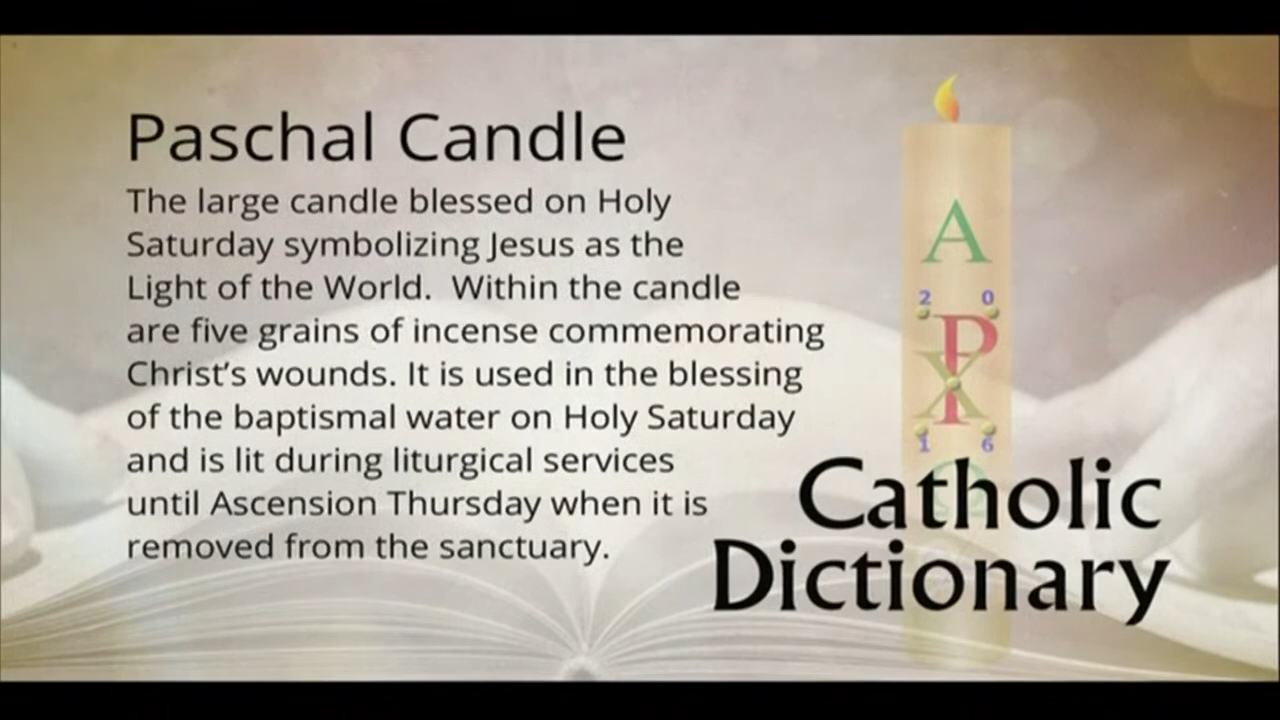 Paschal Candle
The large candle blessed on Holy
Saturday symbolizing Jesus as the
Light of the World.  Within the candle
are five grains of incense commemorating
Christ's wounds. It is used in the blessing
of the baptismal water on Holy Saturday
and is lit during liturgical services
until Ascension Thursday when it is
removed from the sanctuary.
A
2 0
P
X
1 6
Catholic
Dictionary